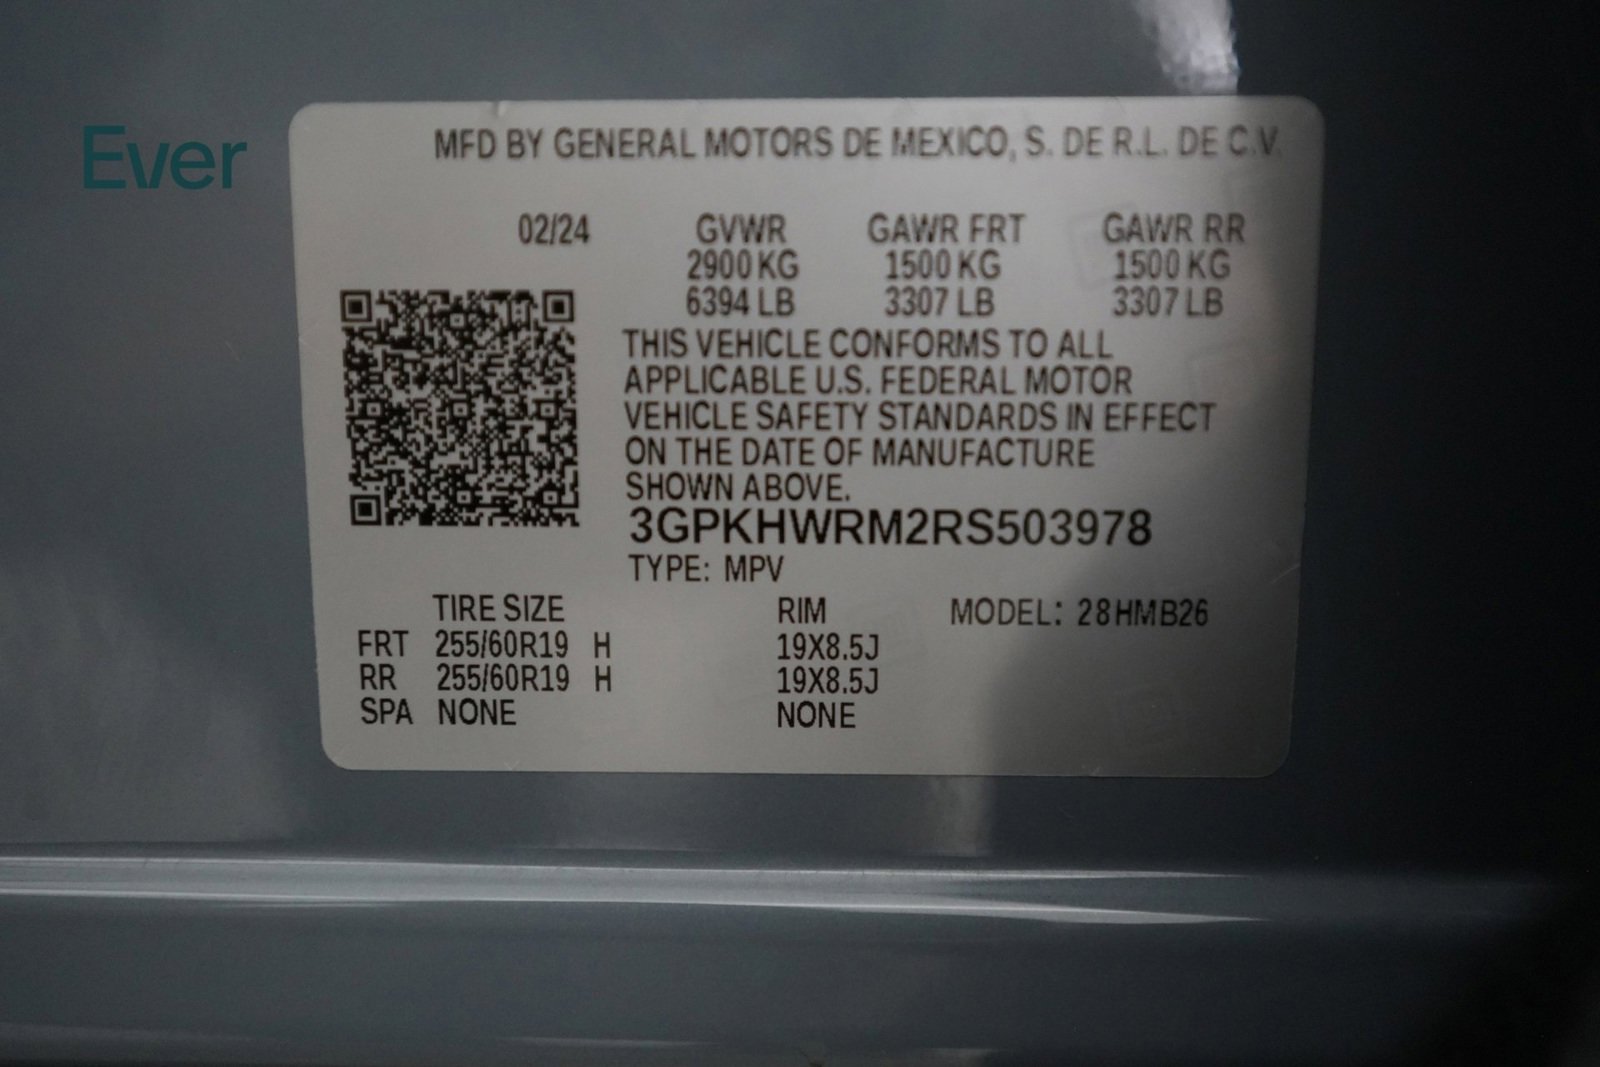 Ever
MFD BY GENERAL MOTORS DE MEXICO, S. DE R.L. DE C.V.
02/24 GVWR GAWR FRT GAWR RR
2900 KG 1500 KG 1500 KG
6394 LB 3307 LB 3307 LB
THIS VEHICLE CONFORMS TO ALL
APPLICABLE U.S. FEDERAL MOTOR
VEHICLE SAFETY STANDARDS IN EFFECT
ON THE DATE OF MANUFACTURE
SHOWN ABOVE.
3GPKHWRM2RS503978
TYPE: MPV
TIRE SIZE RIM MODEL: 28HMB26
FRT 255/60R19 H 19X8.5J
RR 255/60R19 H 19X8.5J
SPA NONE NONE